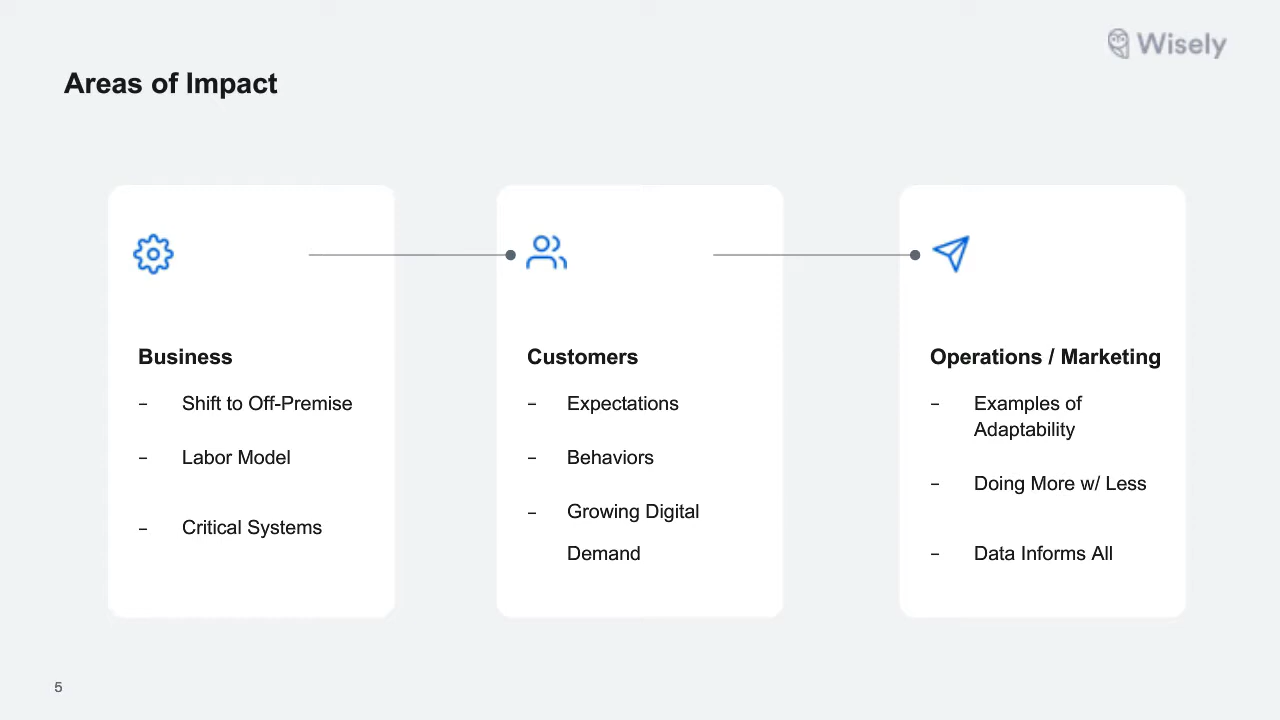 Wisely
Areas of Impact
Business
– Shift to Off-Premise
– Labor Model
– Critical Systems
Customers
– Expectations
– Behaviors
– Growing Digital
Demand
Operations / Marketing
– Examples of
Adaptability
– Doing More w/ Less
– Data Informs All
5